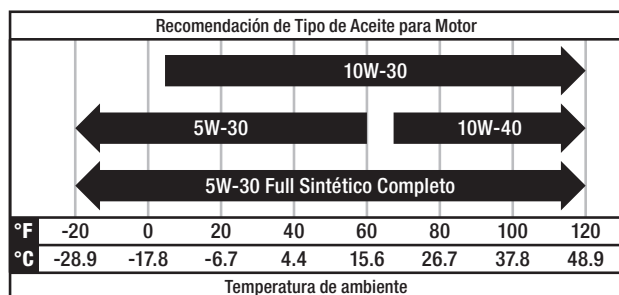 Recomendación de Tipo de Aceite para Motor
10W-30
5W-30 10W-40
5W-30 Full Sintético Completo
°F -20 0 20 40 60 80 100 120
°C -28.9 -17.8 -6.7 4.4 15.6 26.7 37.8 48.9
Temperatura de ambiente